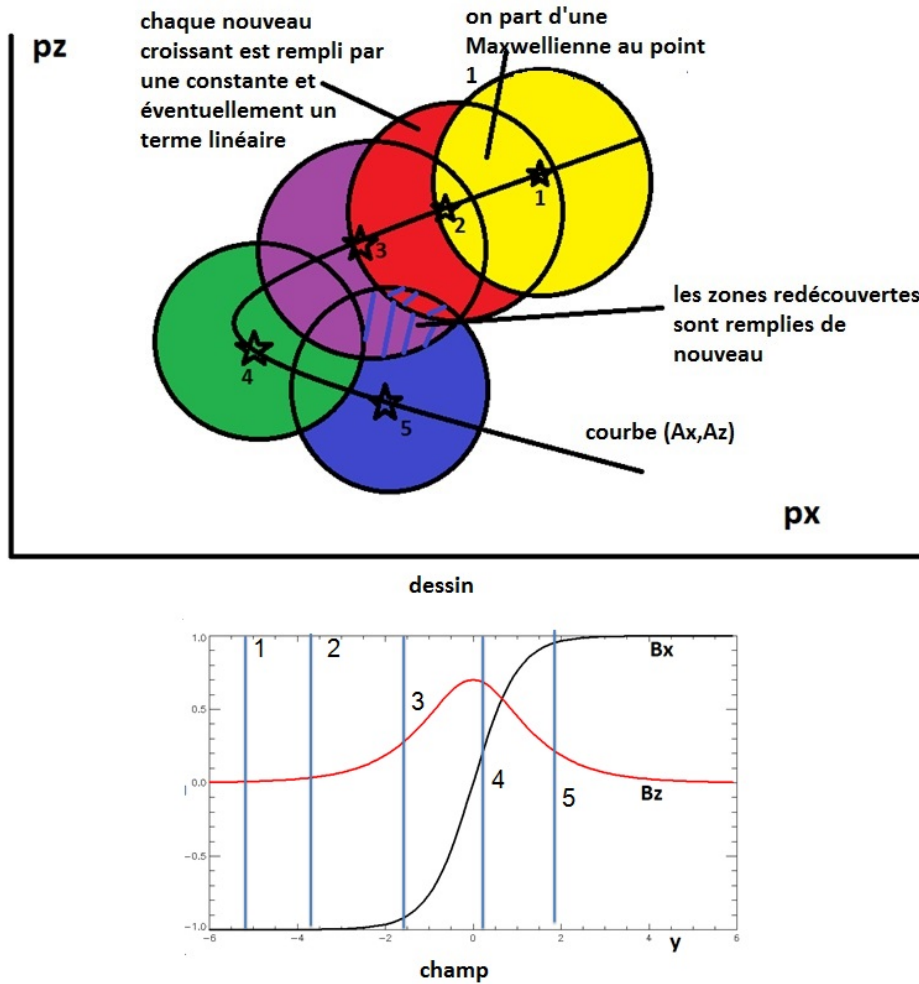 pz
chaque nouveau
croissant est rempli par
une constante et
éventuellement un
terme linéaire
on part d'une
Maxwellienne au point
1
1
2
3
4
5
les zones redécouvertes
sont remplies de
nouveau
courbe (Ax,Az)
px
dessin
1.0
0.5
0.0
-0.5
-1.0
1
2
3
4
5
Bx
Bz
-6
-4
-2
0
2
4
6
y
champ